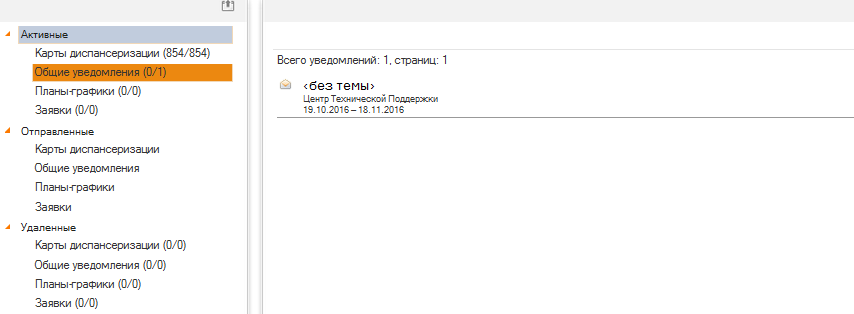 Активные
Карты диспансеризации (854/854)
Общие уведомления (0/1)
Планы-графики (0/0)
Заявки (0/0)
Отправленные
Карты диспансеризации
Общие уведомления
Планы-графики
Заявки
Удаленные
Карты диспансеризации (0/0)
Общие уведомления (0/0)
Планы-графики (0/0)
Заявки (0/0)
Всего уведомлений: 1, страниц: 1
‹без темы›
Центр Технической Поддержки
19.10.2016 – 18.11.2016